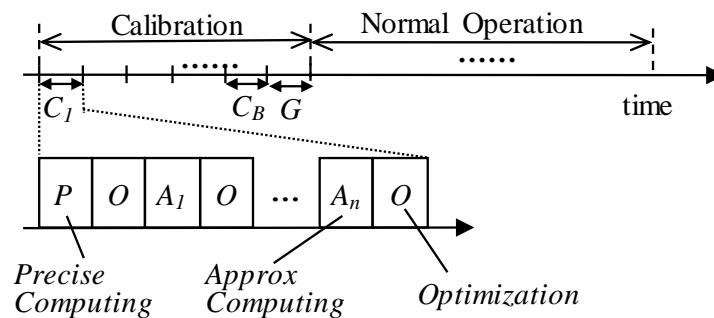 Calibration Normal Operation
...... ......
C1 CB G time
P O A1 O ... An O
Precise Computing
Approx Computing
Optimization